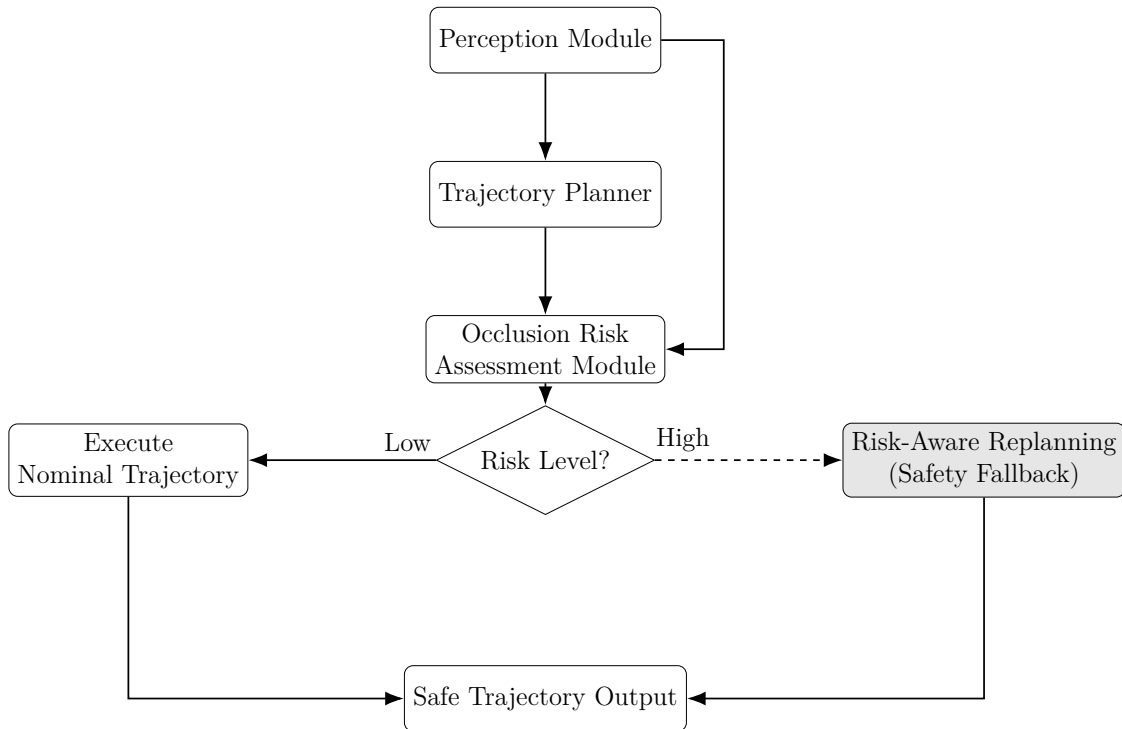 Perception Module
Trajectory Planner
Occlusion Risk
Assessment Module
Risk Level?
Low
High
Execute
Nominal Trajectory
Risk-Aware Replanning
(Safety Fallback)
Safe Trajectory Output